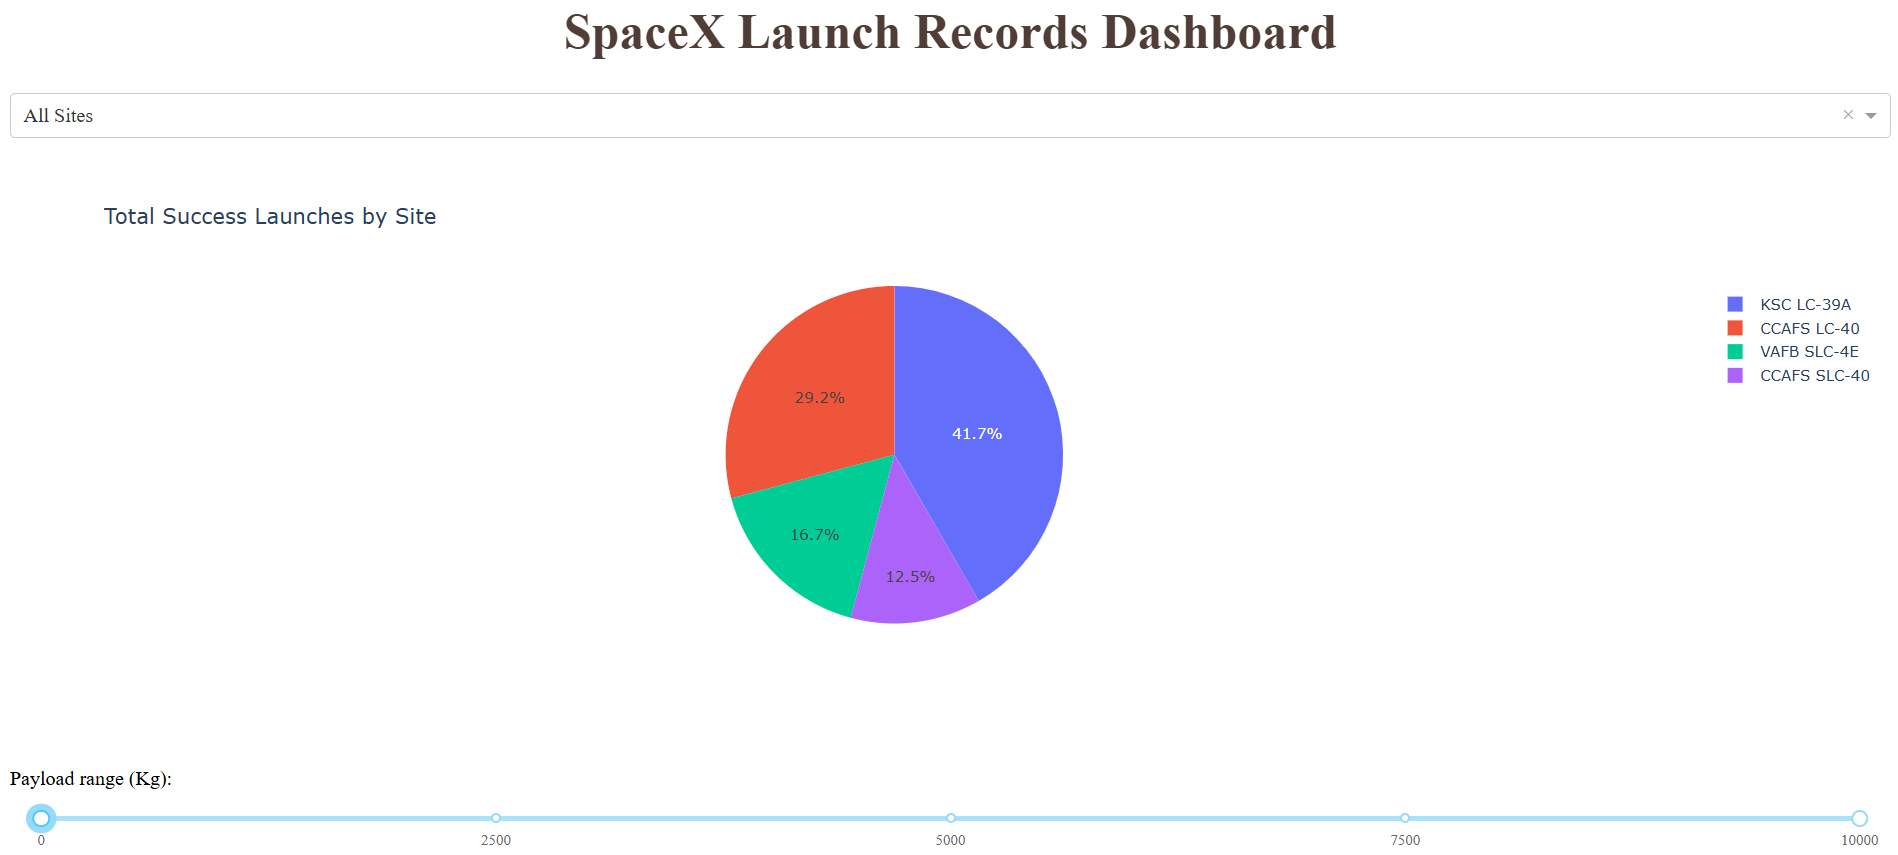 SpaceX Launch Records Dashboard
All Sites
Total Success Launches by Site
KSC LC-39A
CCAFS LC-40
VAFB SLC-4E
CCAFS SLC-40
29.2%
41.7%
16.7%
12.5%
Payload range (Kg):
0 2500 5000 7500 10000